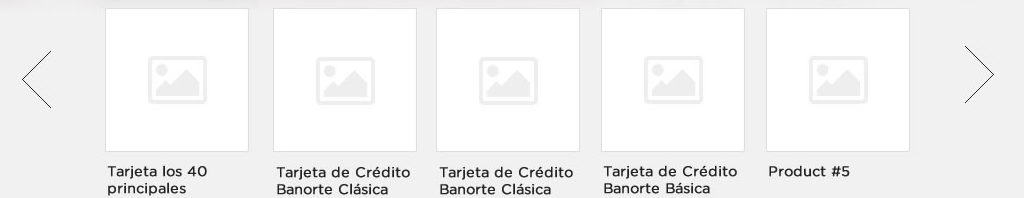 Tarjeta los 40
principales
Tarjeta de Crédito
Banorte Clásica
Tarjeta de Crédito
Banorte Clásica
Tarjeta de Crédito
Banorte Básica
Product #5